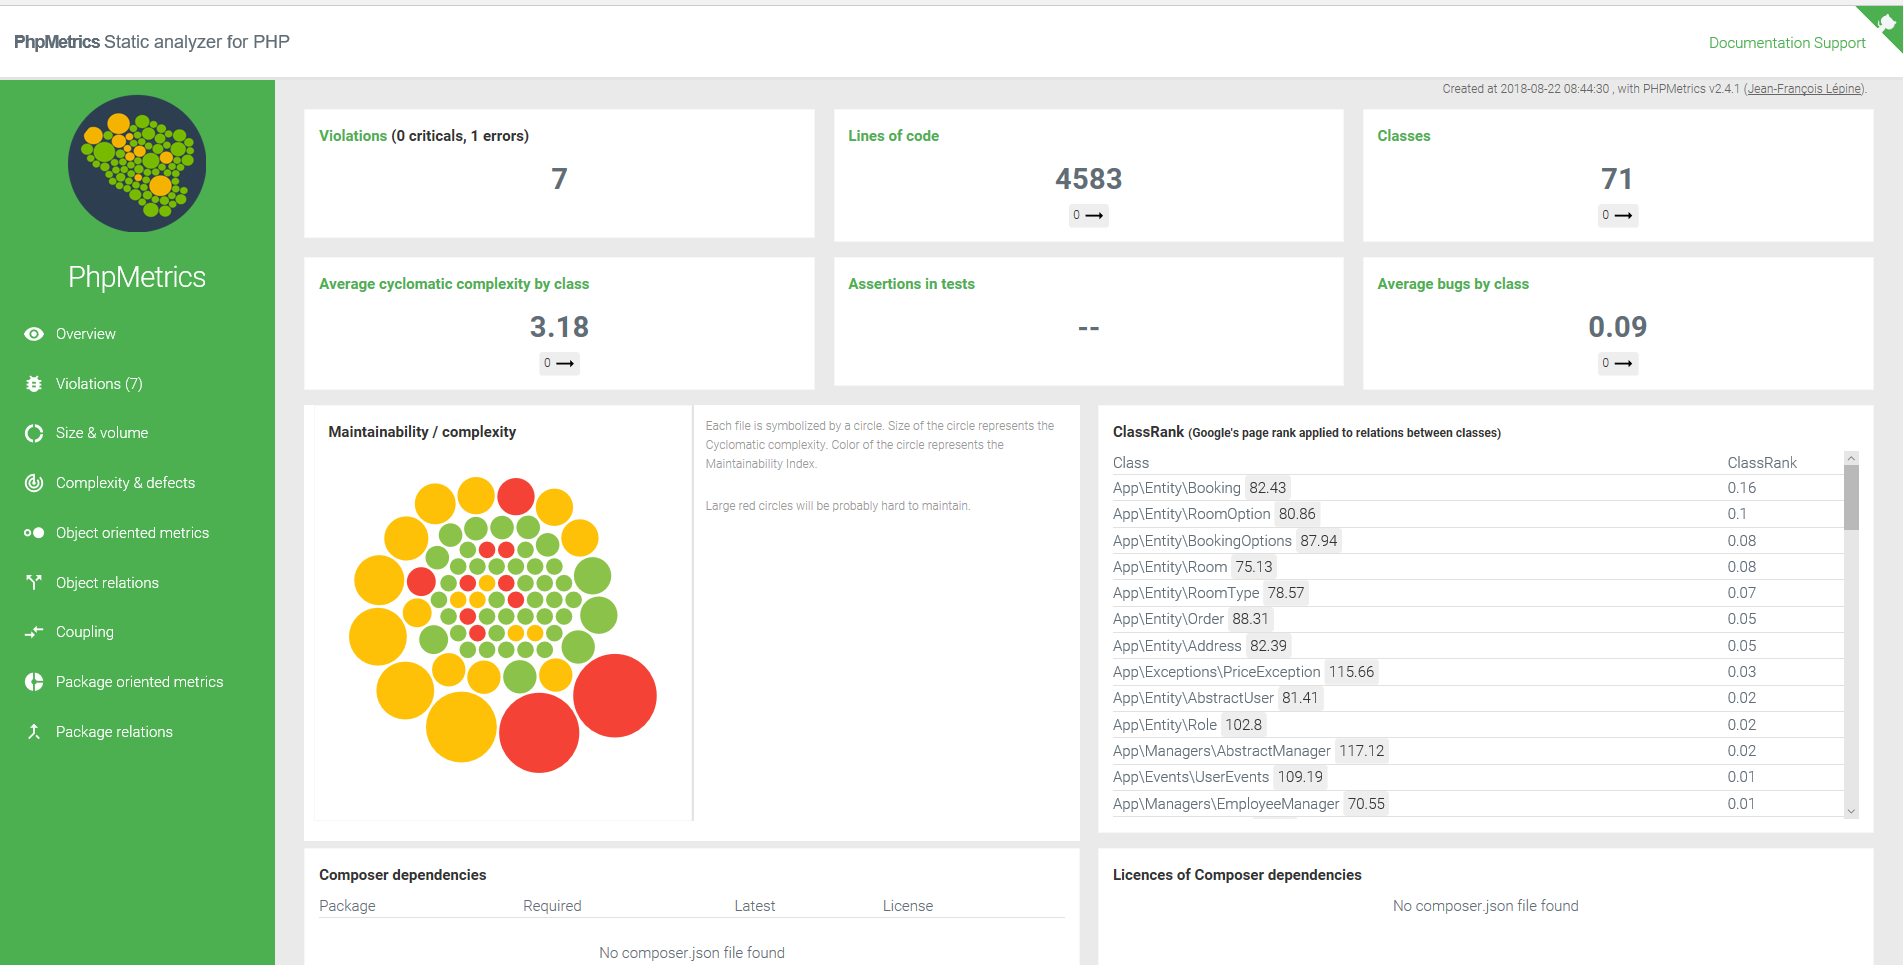 PhpMetrics Static analyzer for PHP
Documentation Support
Created at 2018-08-22 08:44:30 , with PHPMetrics v2.4.1 (Jean-François Lépine).
PhpMetrics
Overview
Violations (7)
Size & volume
Complexity & defects
Object oriented metrics
Object relations
Coupling
Package oriented metrics
Package relations
Violations (0 criticals, 1 errors)
7
Lines of code
4583
0
Classes
71
0
Average cyclomatic complexity by class
3.18
0
Assertions in tests
--
Average bugs by class
0.09
0
Maintainability / complexity
Each file is symbolized by a circle. Size of the circle represents the
Cyclomatic complexity. Color of the circle represents the
Maintainability Index.
Large red circles will be probably hard to maintain.
ClassRank (Google's page rank applied to relations between classes)
Class ClassRank
App\Entity\Booking 82.43 0.16
App\Entity\RoomOption 80.86 0.1
App\Entity\BookingOptions 87.94 0.08
App\Entity\Room 75.13 0.08
App\Entity\RoomType 78.57 0.07
App\Entity\Order 88.31 0.05
App\Entity\Address 82.39 0.05
App\Exceptions\PriceException 115.66 0.03
App\Entity\AbstractUser 81.41 0.02
App\Entity\Role 102.8 0.02
App\Managers\AbstractManager 117.12 0.02
App\Events\UserEvents 109.19 0.01
App\Managers\EmployeeManager 70.55 0.01
Composer dependencies
Package Required Latest License
No composer.json file found
Licences of Composer dependencies
No composer.json file found